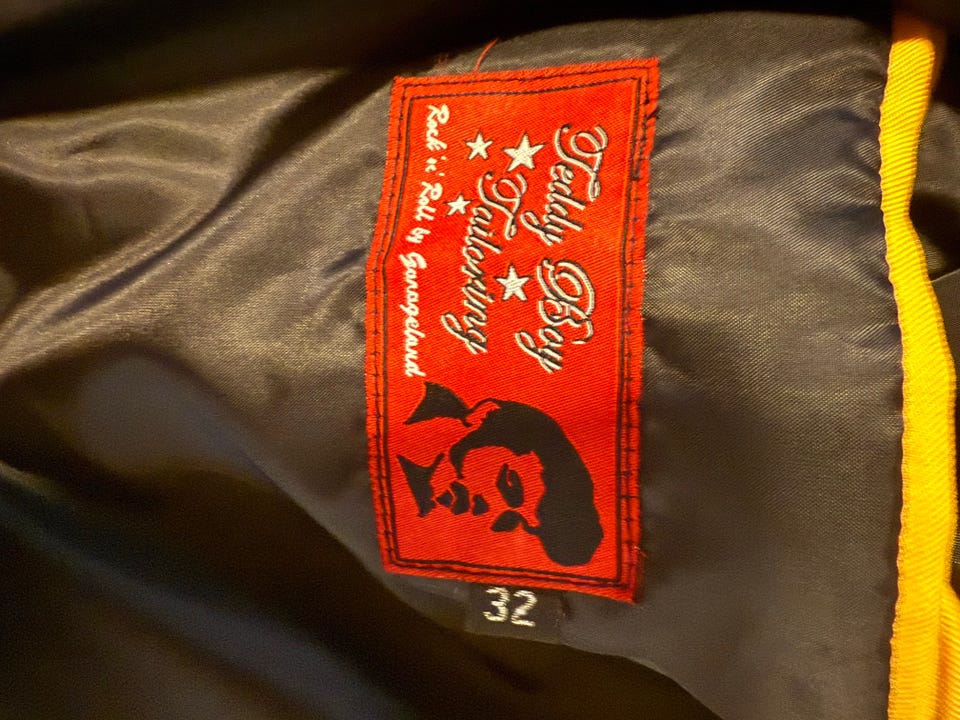 Teddy Boy
Tailoring
Rock 'n' Roll by Garageland
32